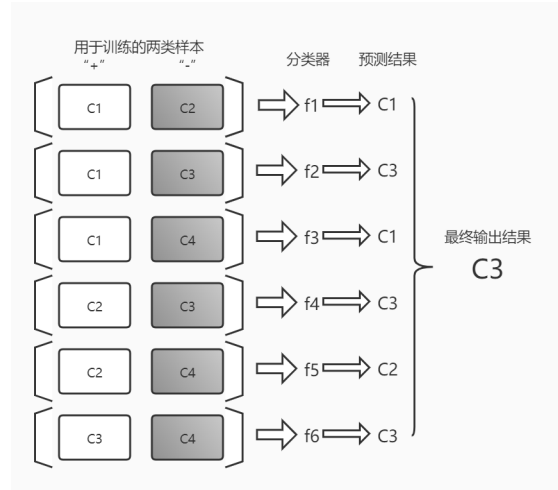 用于训练的两类样本
“+” “-”
分类器
预测结果
C1 C2 f1 C1
C1 C3 f2 C3
C1 C4 f3 C1
C2 C3 f4 C3
C2 C4 f5 C2
C3 C4 f6 C3
最终输出结果
C3